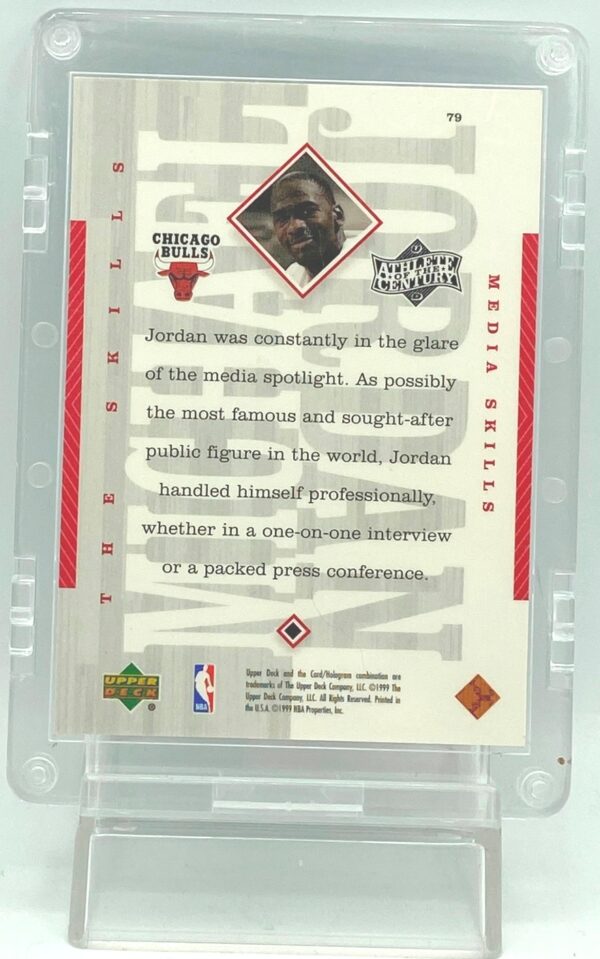 79
THE SKILLS
MICHAEL
JORDAN
CHICAGO
BULLS
UD
ATHLETE
OF THE
CENTURY
MEDIA SKILLS
Jordan was constantly in the glare
of the media spotlight. As possibly
the most famous and sought-after
public figure in the world, Jordan
handled himself professionally,
whether in a one-on-one interview
or a packed press conference.
UPPER
DECK
®
NBA
Upper Deck and the Card/Hologram combination are
trademarks of The Upper Deck Company, LLC. ©1999 The
Upper Deck Company, LLC. All Rights Reserved. Printed in
the U.S.A. ©1999 NBA Properties, Inc.